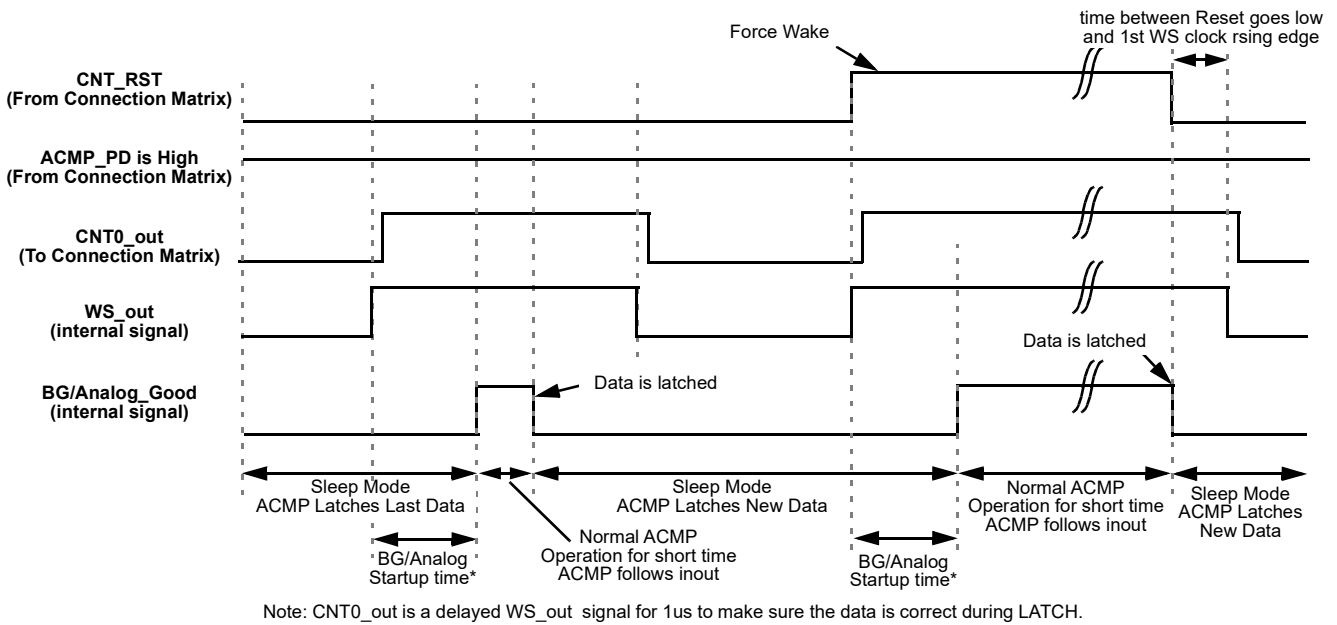 time between Reset goes low
and 1st WS clock rsing edge
Force Wake
CNT_RST
(From Connection Matrix)
ACMP_PD is High
(From Connection Matrix)
CNT0_out
(To Connection Matrix)
WS_out
(internal signal)
Data is latched
BG/Analog_Good
(internal signal)
Data is latched
Sleep Mode
ACMP Latches Last Data
Sleep Mode
ACMP Latches New Data
Normal ACMP
Operation for short time
ACMP follows inout
Sleep Mode
ACMP Latches
New Data
BG/Analog
Startup time*
Normal ACMP
Operation for short time
ACMP follows inout
BG/Analog
Startup time*
Note: CNT0_out is a delayed WS_out signal for 1us to make sure the data is correct during LATCH.